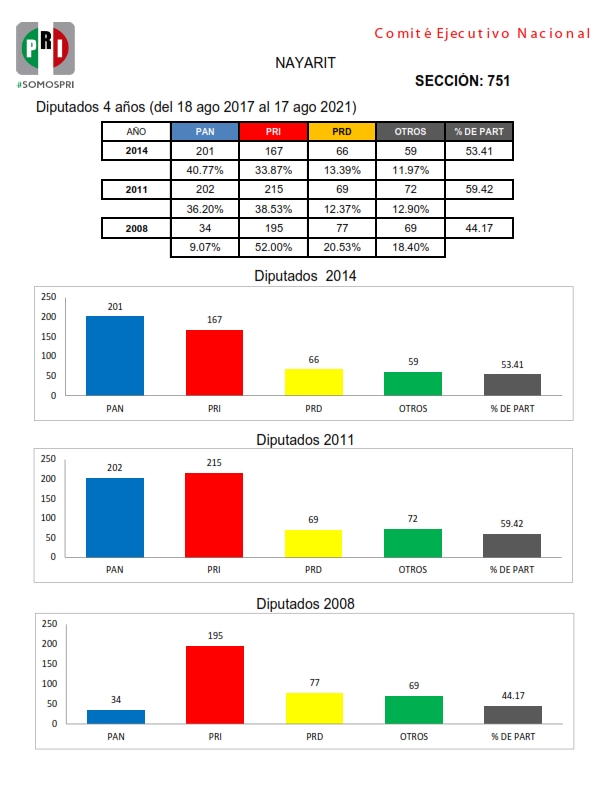 Comité Ejecutivo Nacional
PRI
#SOMOSPRI
NAYARIT
SECCIÓN: 751
Diputados 4 años (del 18 ago 2017 al 17 ago 2021)
AÑO PAN PRI PRD OTROS % DE PART
2014 201 167 66 59 53.41
40.77% 33.87% 13.39% 11.97%
2011 202 215 69 72 59.42
36.20% 38.53% 12.37% 12.90%
2008 34 195 77 69 44.17
9.07% 52.00% 20.53% 18.40%
Diputados 2014
250
200
150
100
50
0
201 167 66 59 53.41
PAN PRI PRD OTROS % DE PART
Diputados 2011
250
200
150
100
50
0
202 215 69 72 59.42
PAN PRI PRD OTROS % DE PART
Diputados 2008
250
200
150
100
50
0
34 195 77 69 44.17
PAN PRI PRD OTROS % DE PART